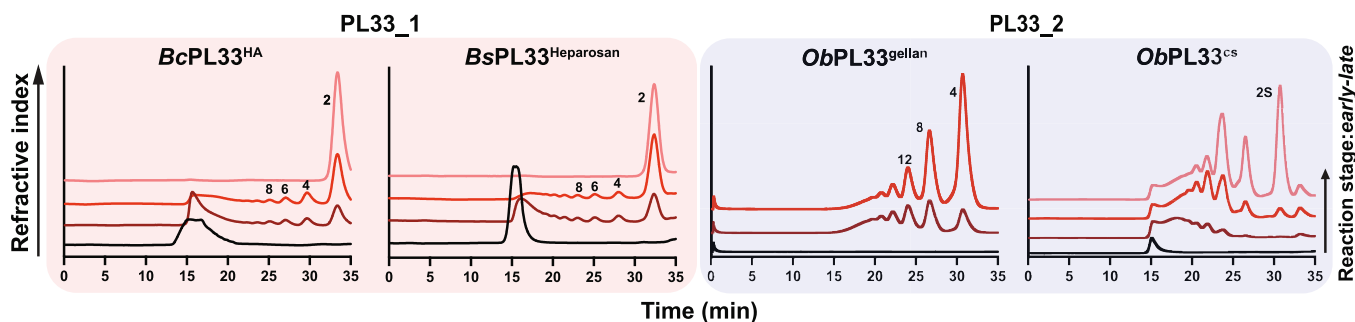 PL33_1
PL33_2
BcPL33HA
BsPL33Heparosan
ObPL33gellan
ObPL33cs
Refractive index
Reaction stage:early-late
2
8 6 4
2
8 6 4
12 8 4
2S
0 5 10 15 20 25 30 35
0 5 10 15 20 25 30 35
0 5 10 15 20 25 30 35
0 5 10 15 20 25 30 35
Time (min)